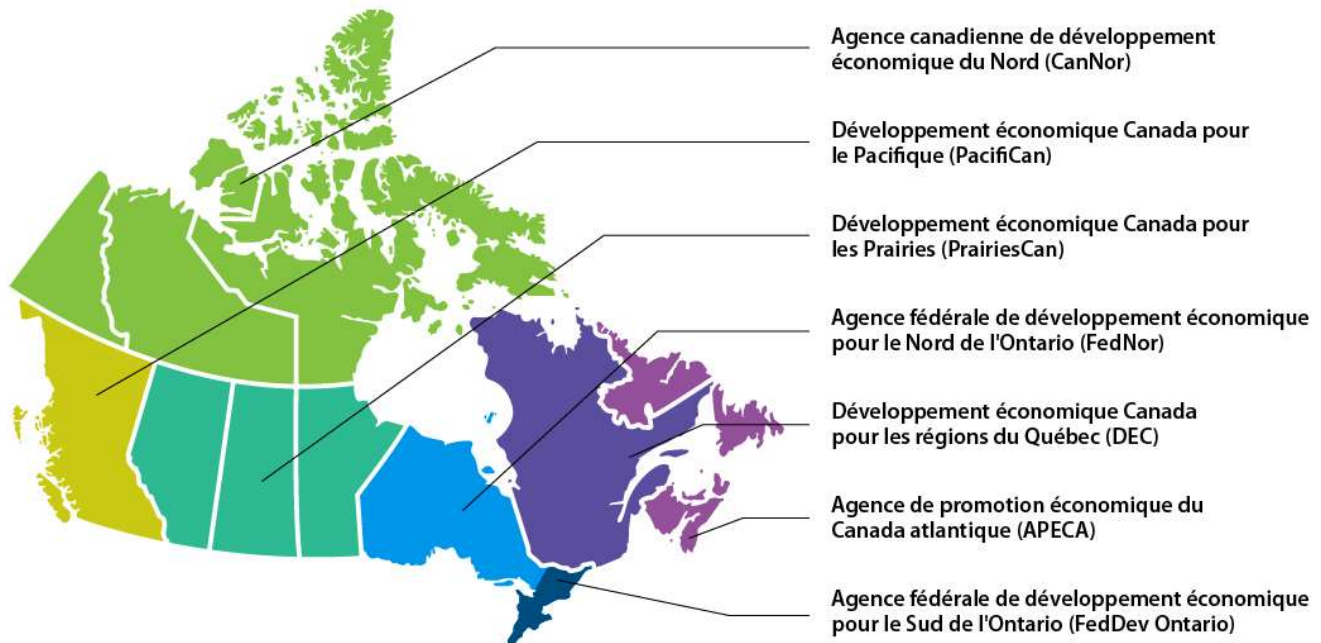 Agence canadienne de développement
économique du Nord (CanNor)
Développement économique Canada pour
le Pacifique (PacifiCan)
Développement économique Canada pour
les Prairies (PrairiesCan)
Agence fédérale de développement économique
pour le Nord de l'Ontario (FedNor)
Développement économique Canada
pour les régions du Québec (DEC)
Agence de promotion économique du
Canada atlantique (APECA)
Agence fédérale de développement économique
pour le Sud de l'Ontario (FedDev Ontario)